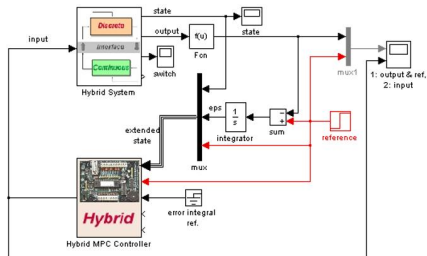 state
output
state
input
Discrete
Interface
Continuous
f(u)
Fcn
switch
Hybrid System
mux1
1: output & ref,
2: input
eps
1
s
integrator
−
+
sum
reference
extended
state
mux
Hybrid
Hybrid MPC Controller
error integral
ref.